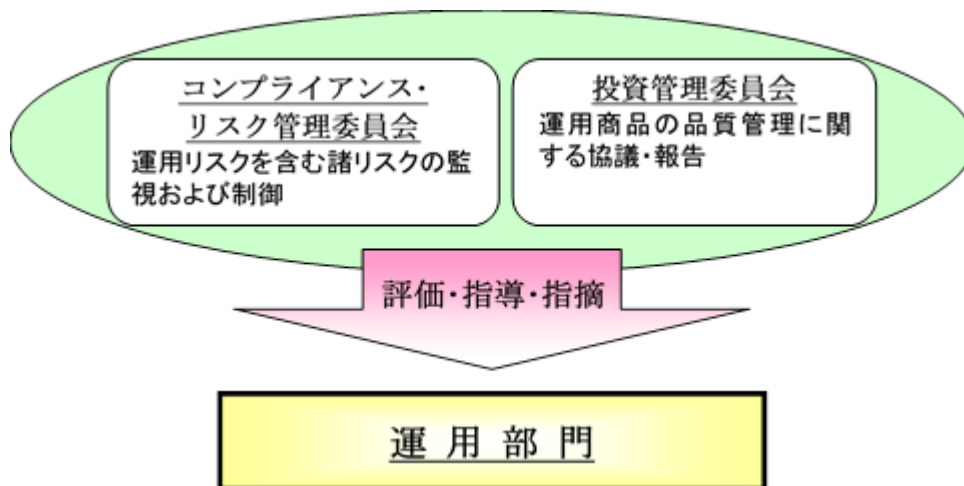 コンプライアンス・
リスク管理委員会
運用リスクを含む諸リスクの監
視および制御
投資管理委員会
運用商品の品質管理に関
する協議・報告
評価・指導・指摘
運用部門